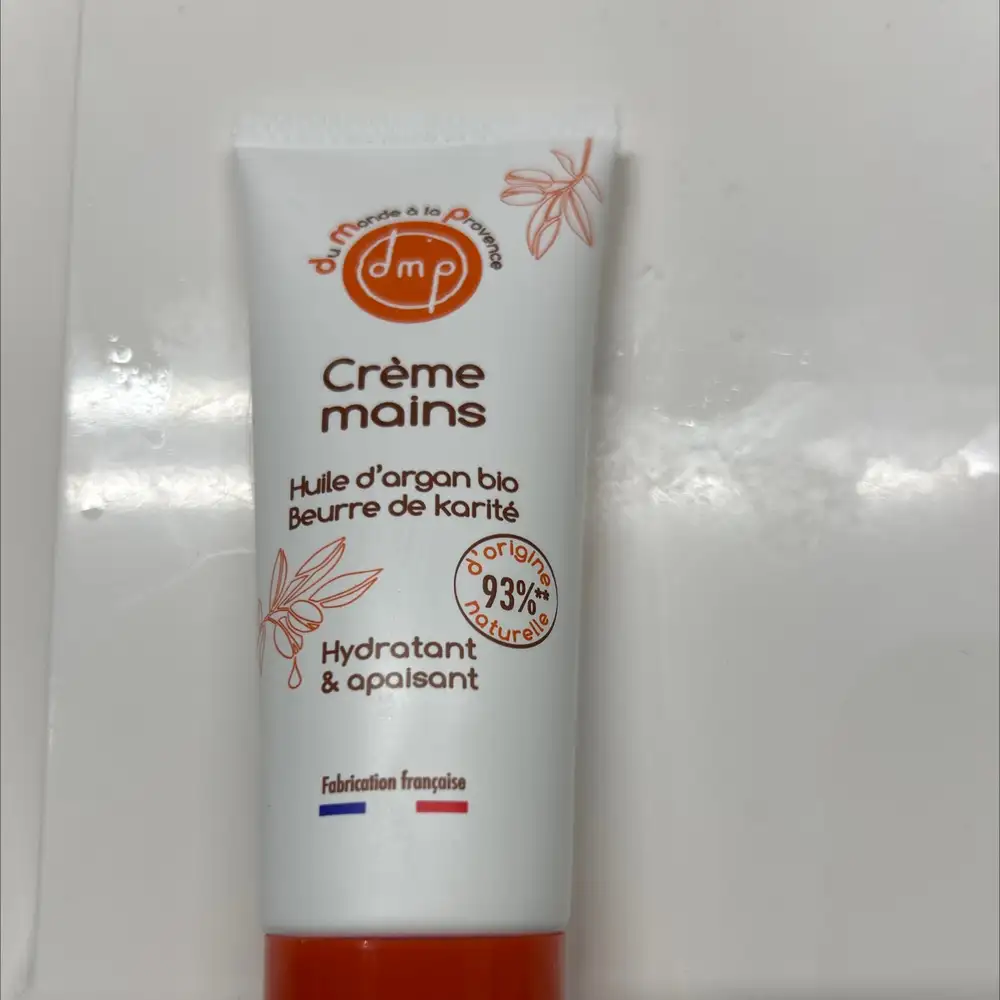 du Monde à la Provence
dmp
Crème
mains
Huile d'argan bio
Beurre de karité
d'origine
93%**
naturelle
Hydratant
& apaisant
Fabrication française